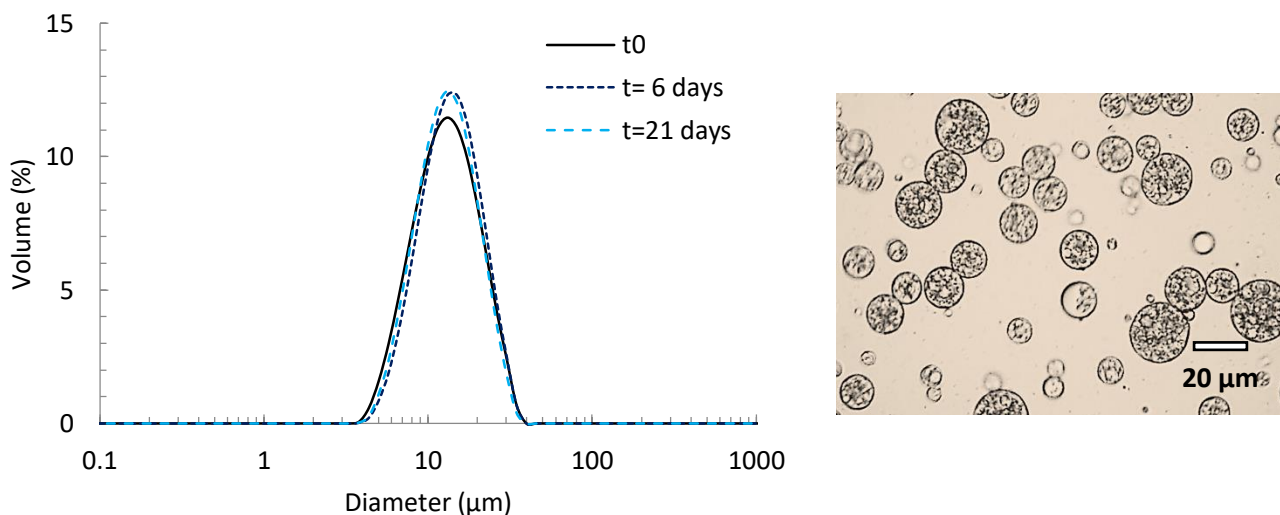 15
10
5
0
Volume (%)
0.1
1
10
100
1000
Diameter (µm)
t0
t= 6 days
t=21 days
20 µm